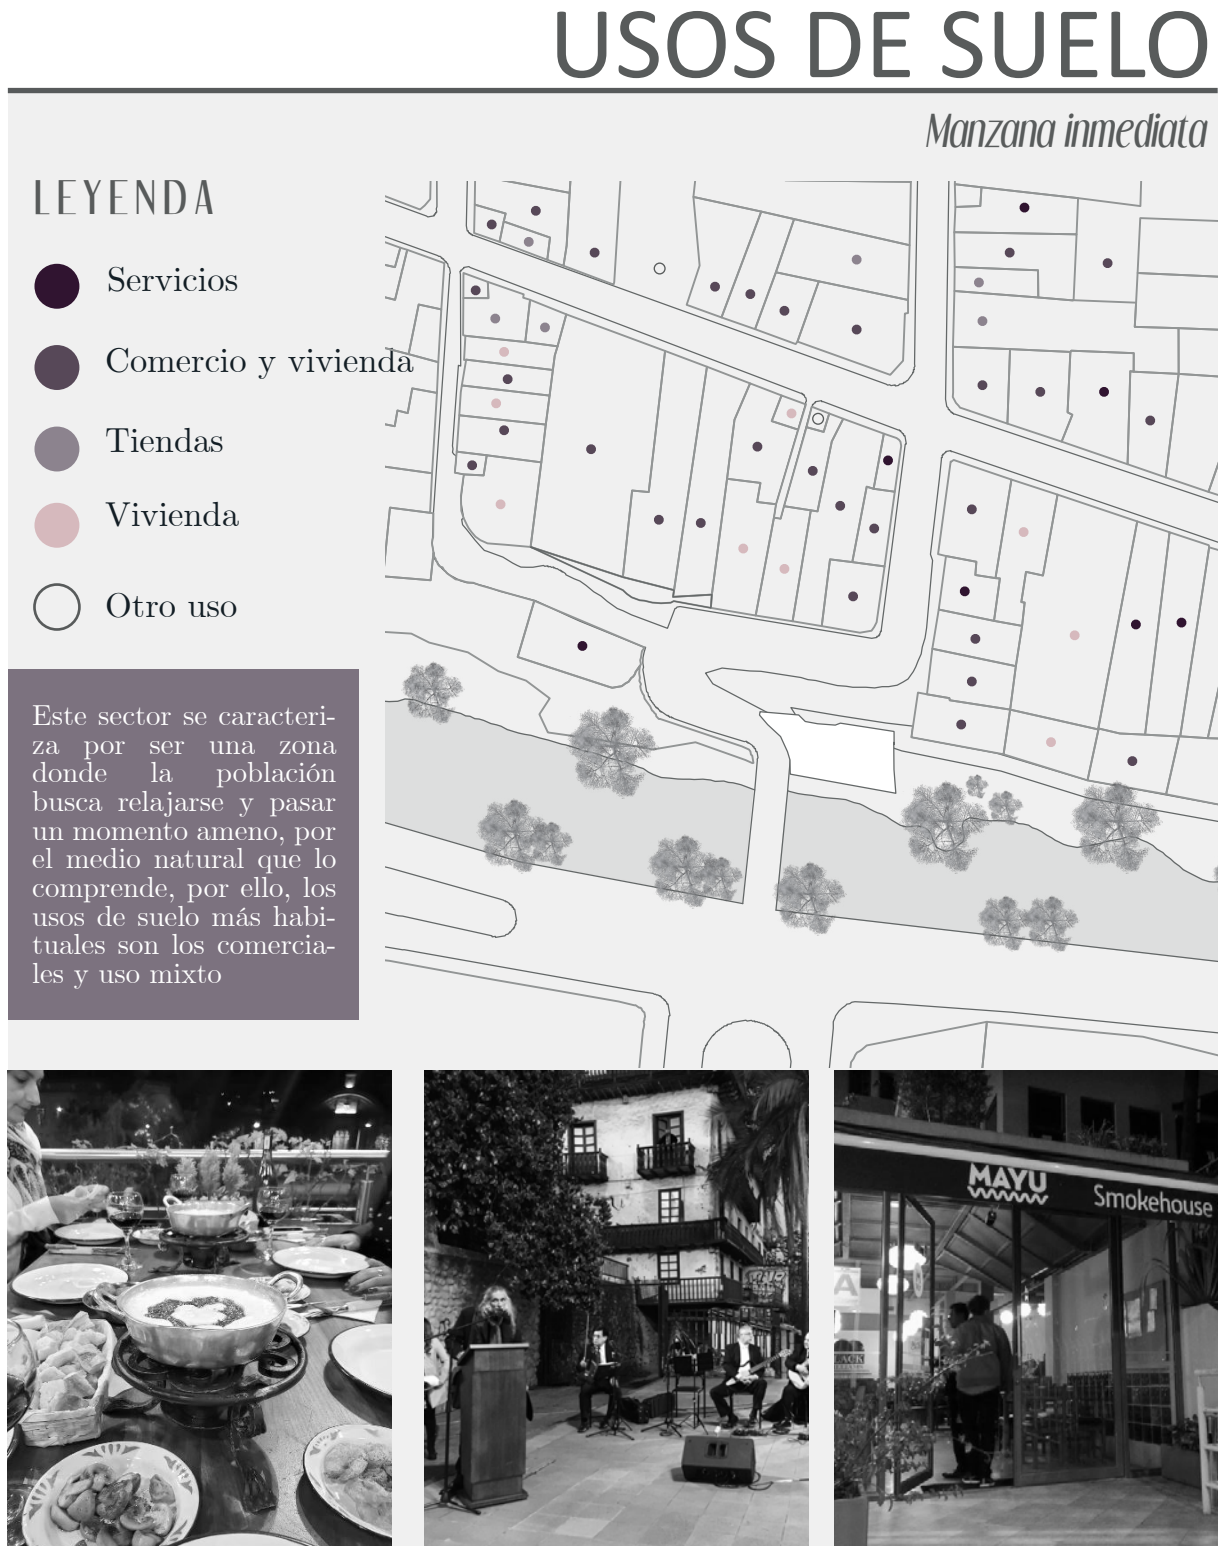 USOS DE SUELO
Manzana inmediata
LEYENDA
Servicios
Comercio y vivienda
Tiendas
Vivienda
Otro uso
Este sector se caracteri-
za por ser una zona
donde la población
busca relajarse y pasar
un momento ameno, por
el medio natural que lo
comprende, por ello, los
usos de suelo más habi-
tuales son los comercia-
les y uso mixto
MAYU
Smokehouse